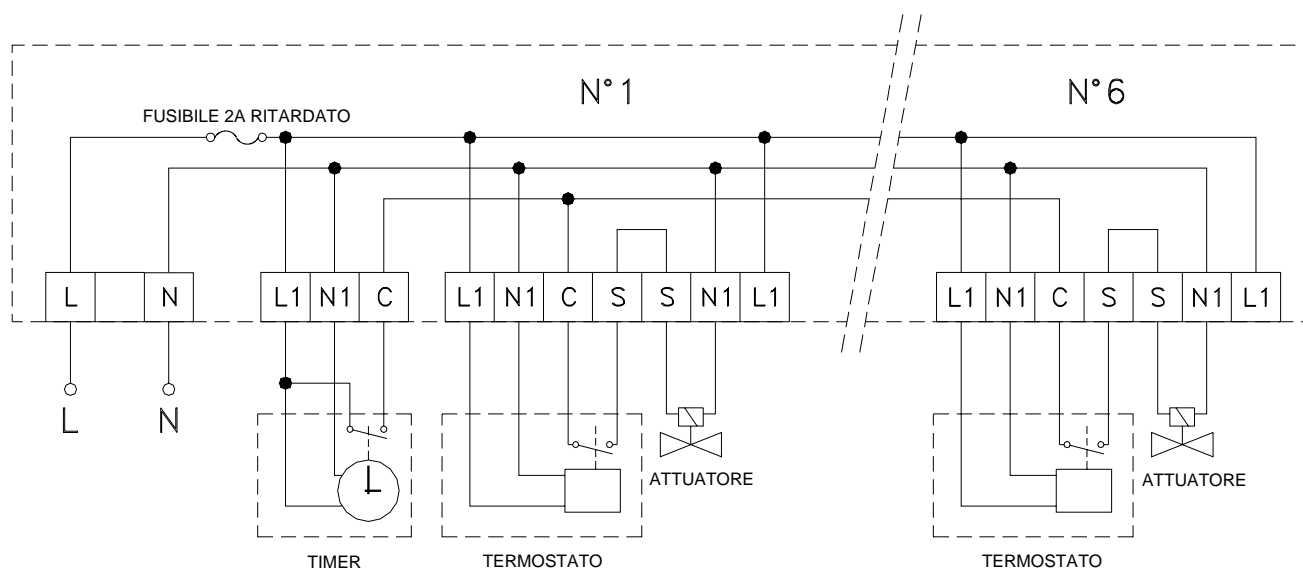 N°1
N°6
FUSIBILE 2A RITARDATO
L N L1 N1 C L1 N1 C S S N1 L1 L1 N1 C S S N1 L1
L N
ATTUATORE
ATTUATORE
TIMER
TERMOSTATO
TERMOSTATO